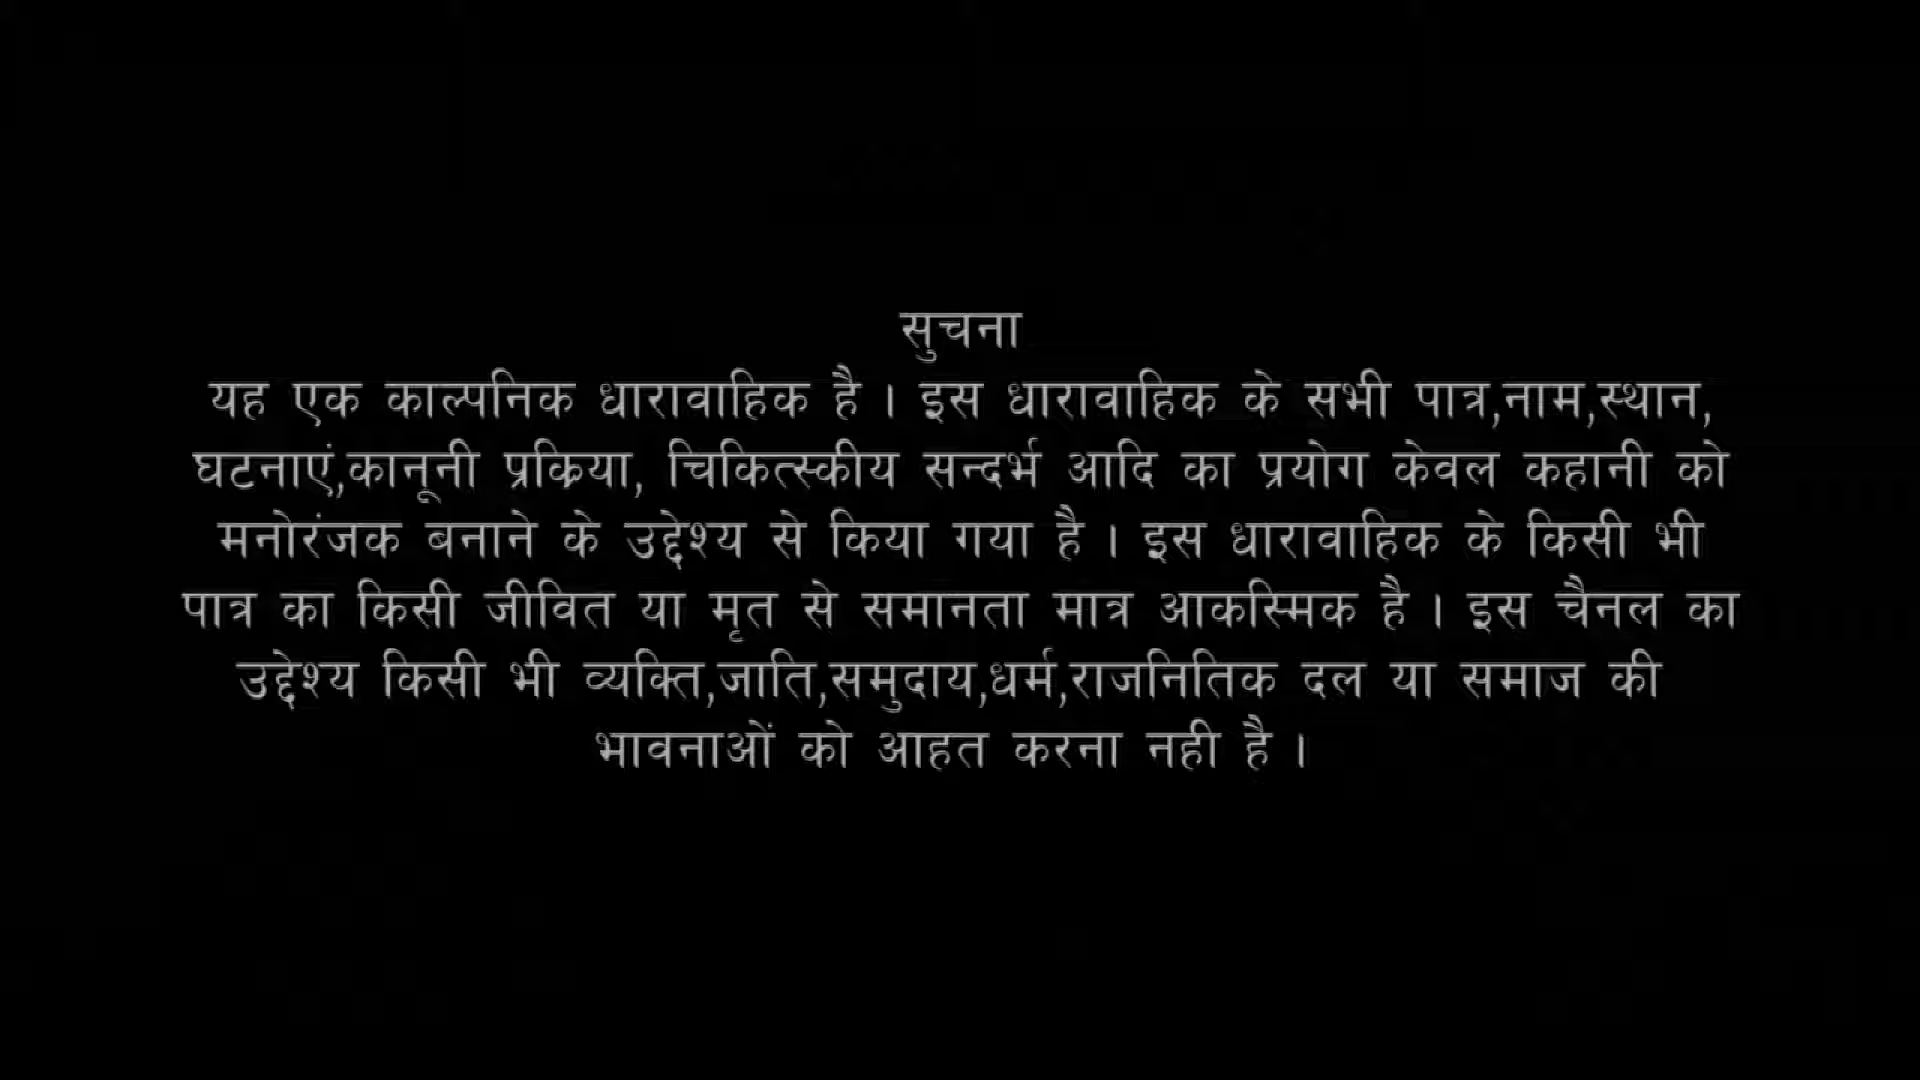 सुचना
यह एक काल्पनिक धारावाहिक है । इस धारावाहिक के सभी पात्र,नाम,स्थान,
घटनाएं,कानूनी प्रकिया, चिकित्स्कीय सन्दर्भ आदि का प्रयोग केवल कहानी को
मनोरंजक बनाने के उद्देश्य से किया गया है । इस धारावाहिक के किसी भी
पात्र का किसी जीवित या मृत से समानता मात्र आकस्मिक है । इस चैनल का
उद्देश्य किसी भी व्यक्ति,जाति,समुदाय,धर्म,राजनितिक दल या समाज की
भावनाओं को आहत करना नही है ।